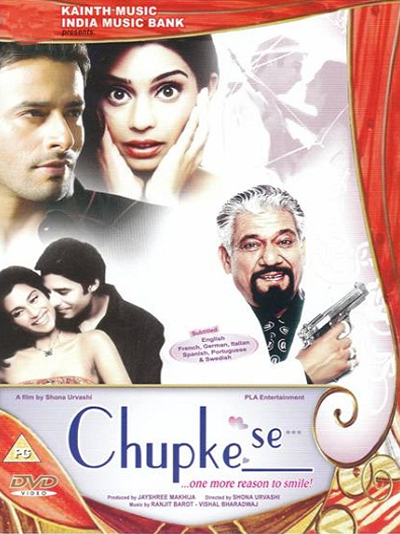 KAINTH MUSIC
INDIA MUSIC BANK
presents:
Subtitled
English
French, German, Italian
Spanish, Portuguese
& Swedish
A film by Shona Urvashi
PLA Entertainment
Chupke se...
...one more reason to smile!
PG
DVD
VIDEO
Produced by JAYSHREE MAKHIJA Directed by SHONA URVASHI
Music by RANJIT BAROT - VISHAL BHARADWAJ